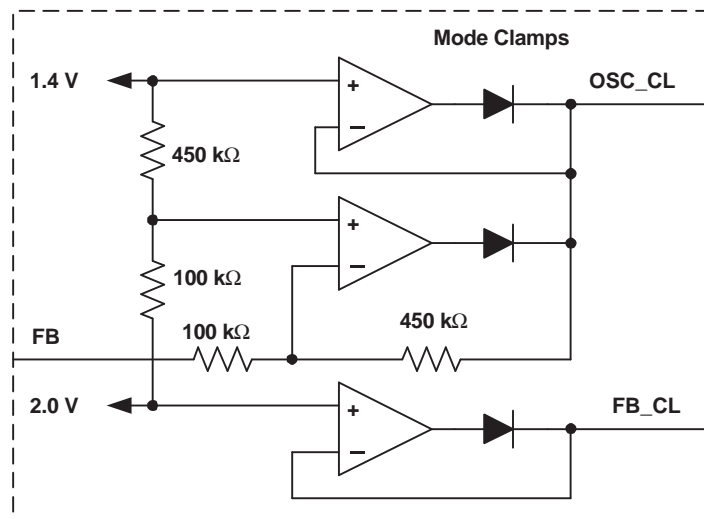 Mode Clamps
1.4 V
OSC_CL
+
−
450 kΩ
+
−
100 kΩ
450 kΩ
100 kΩ
FB
2.0 V
FB_CL
+
−